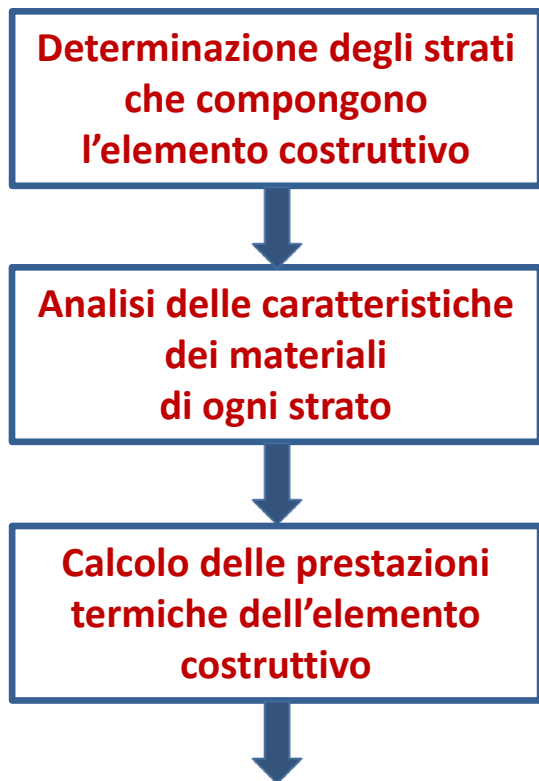 Determinazione degli strati
che compongono
l’elemento costruttivo
Analisi delle caratteristiche
dei materiali
di ogni strato
Calcolo delle prestazioni
termiche dell’elemento
costruttivo